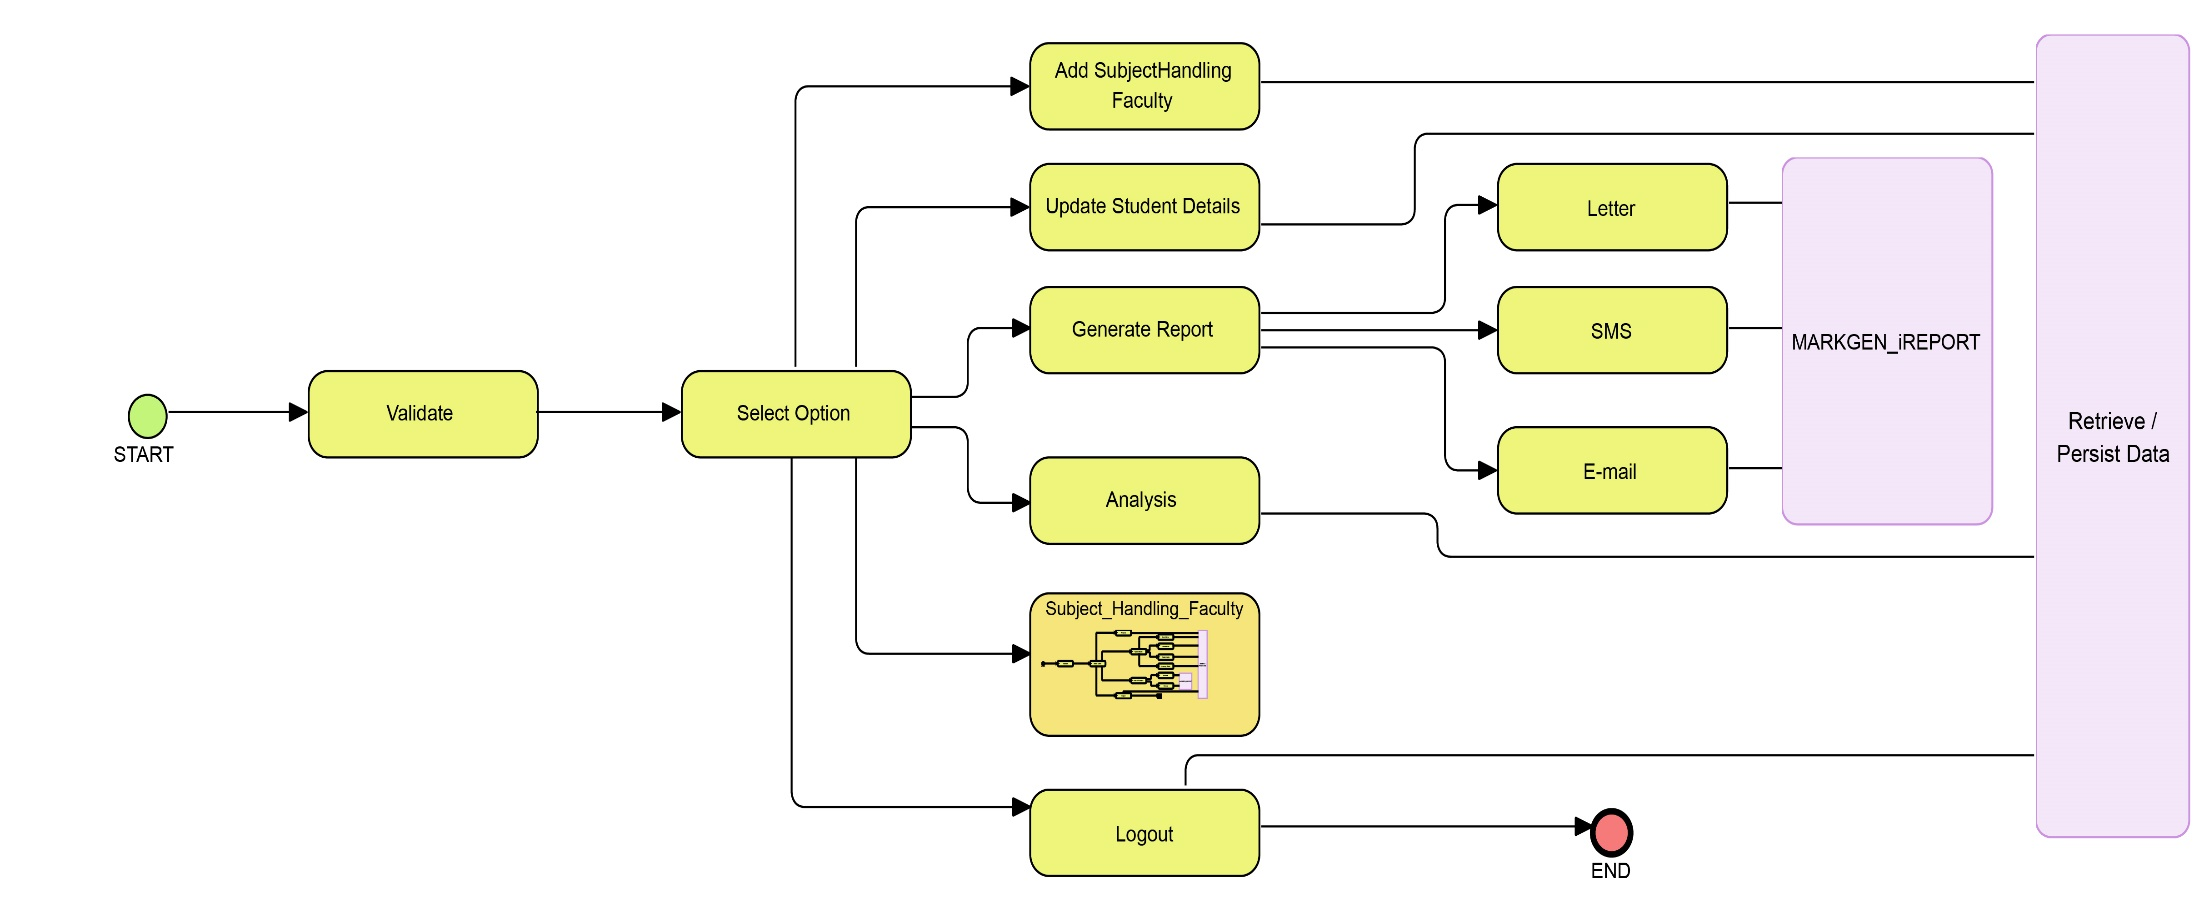 START
Validate
Select Option
Add SubjectHandling
Faculty
Update Student Details
Generate Report
Analysis
Subject_Handling_Faculty
Logout
Letter
SMS
E-mail
MARKGEN_iREPORT
Retrieve /
Persist Data
END